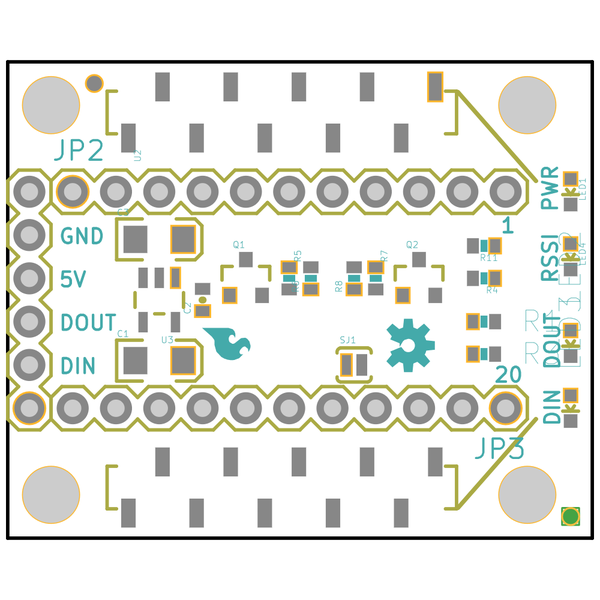 JP2
U2
PWR
LED1
1
GND
Q1
Q2
R5
R7
R11
RSSI
LED4
5V
R8
R4
C2
DOUT
DOUT
C1
U3
SJ1
DIN
20
DIN
JP3